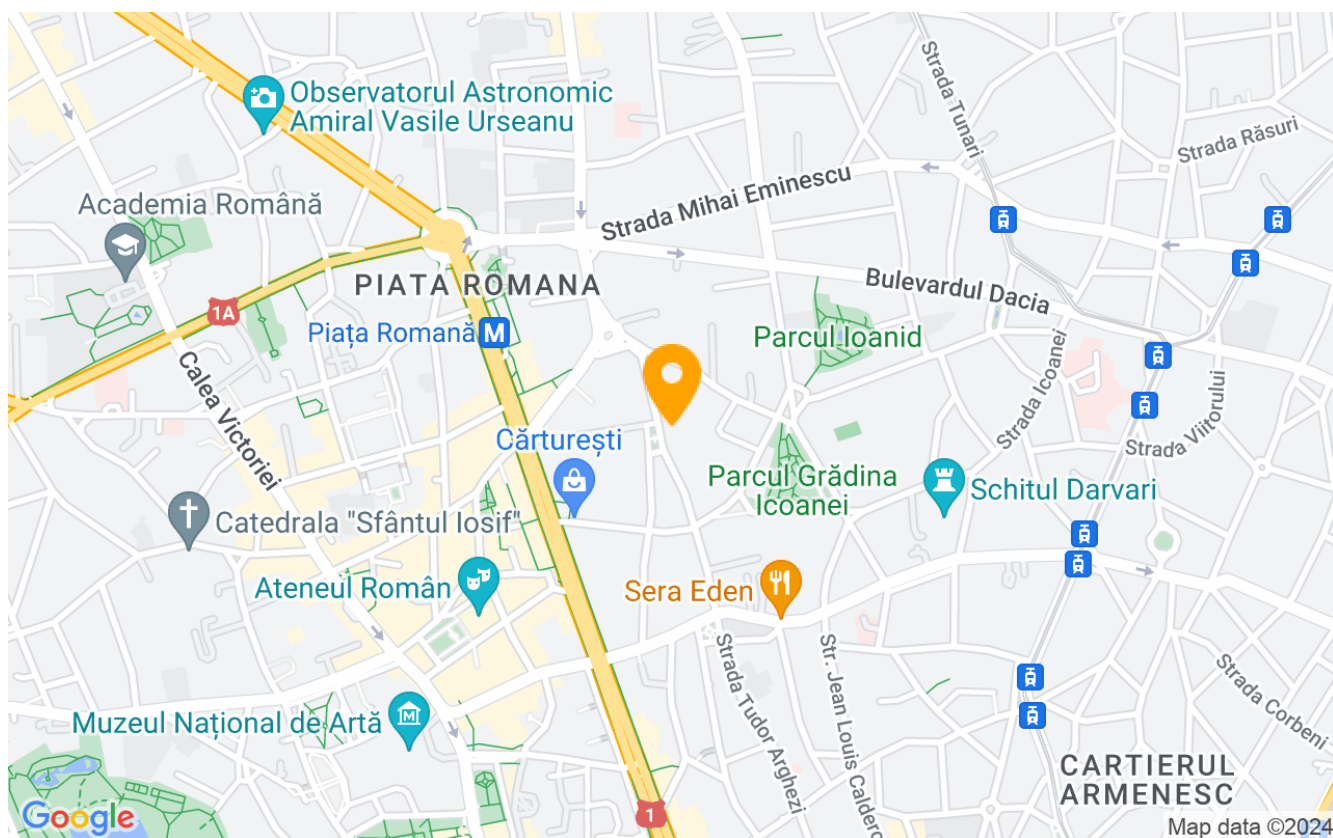 Observatorul Astronomic
Amiral Vasile Urseanu
Strada Tunari
Strada Răsuri
Academia Română
Strada Mihai Eminescu
PIATA ROMANA
Bulevardul Dacia
1A
Piața Romană
M
Parcul Ioanid
Calea Victoriei
Strada Icoanei
Strada Viitorului
Cărturești
Parcul Grădina
Icoanei
Schitul Darvari
Catedrala "Sfântul Iosif"
Ateneul Român
Sera Eden
Strada Tudor Arghezi
Str. Jean Louis Caldero
Strada Corbeni
Muzeul Național de Artă
M
CARTIERUL
ARMENESC
1
Google
Map data ©2024